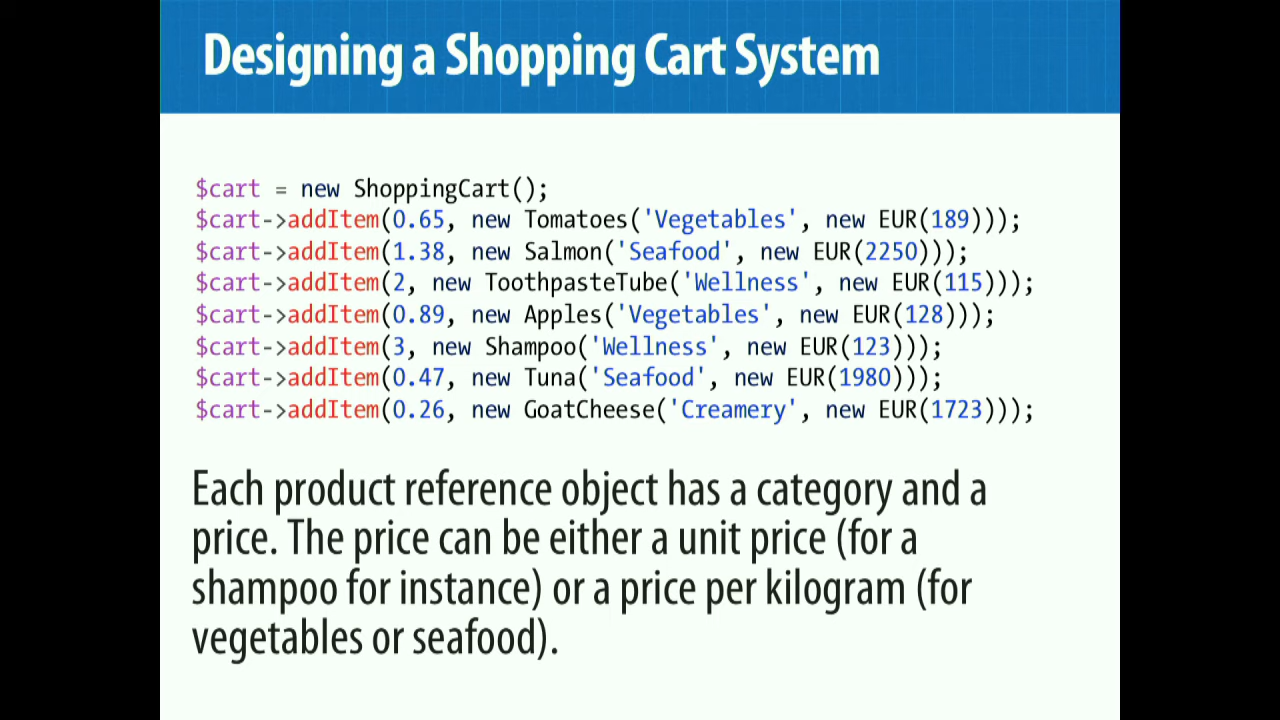 Designing a Shopping Cart System
$cart = new ShoppingCart();
$cart->addItem(0.65, new Tomatoes('Vegetables', new EUR(189)));
$cart->addItem(1.38, new Salmon('Seafood', new EUR(2250)));
$cart->addItem(2, new ToothpasteTube('Wellness', new EUR(115)));
$cart->addItem(0.89, new Apples('Vegetables', new EUR(128)));
$cart->addItem(3, new Shampoo('Wellness', new EUR(123)));
$cart->addItem(0.47, new Tuna('Seafood', new EUR(1980)));
$cart->addItem(0.26, new GoatCheese('Creamery', new EUR(1723)));
Each product reference object has a category and a
price. The price can be either a unit price (for a
shampoo for instance) or a price per kilogram (for
vegetables or seafood).